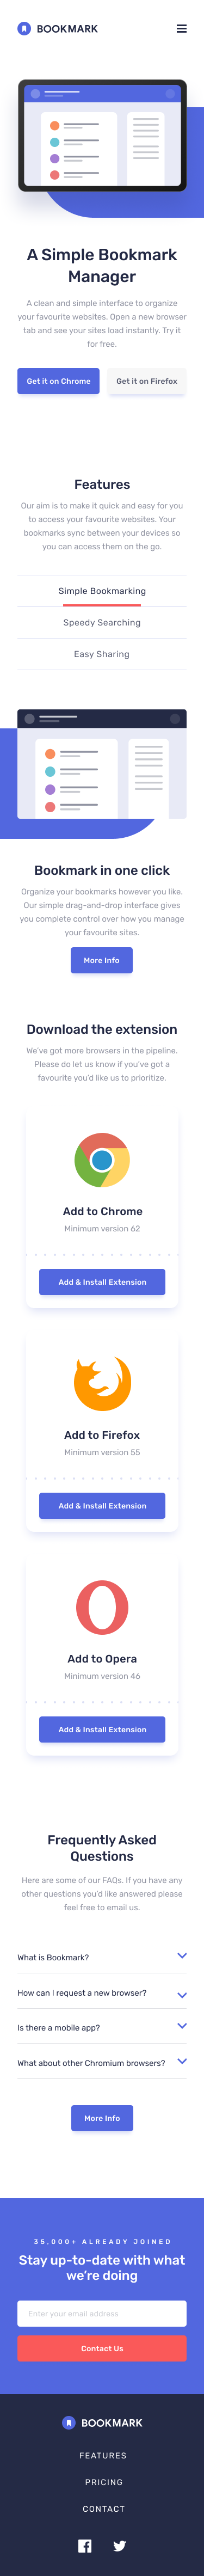 BOOKMARK
A Simple Bookmark
Manager
A clean and simple interface to organize
your favourite websites. Open a new browser
tab and see your sites load instantly. Try it
for free.
Get it on Chrome
Get it on Firefox
Features
Our aim is to make it quick and easy for you
to access your favourite websites. Your
bookmarks sync between your devices so
you can access them on the go.
Simple Bookmarking
Speedy Searching
Easy Sharing
Bookmark in one click
Organize your bookmarks however you like.
Our simple drag-and-drop interface gives
you complete control over how you manage
your favourite sites.
More Info
Download the extension
We've got more browsers in the pipeline.
Please do let us know if you've got a
favourite you'd like us to prioritize.
Add to Chrome
Minimum version 62
Add & Install Extension
Add to Firefox
Minimum version 55
Add & Install Extension
Add to Opera
Minimum version 46
Add & Install Extension
Frequently Asked
Questions
Here are some of our FAQs. If you have any
other questions you'd like answered please
feel free to email us.
What is Bookmark?
How can I request a new browser?
Is there a mobile app?
What about other Chromium browsers?
More Info
35,000+ ALREADY JOINED
Stay up-to-date with what
we're doing
Enter your email address
Contact Us
BOOKMARK
FEATURES
PRICING
CONTACT